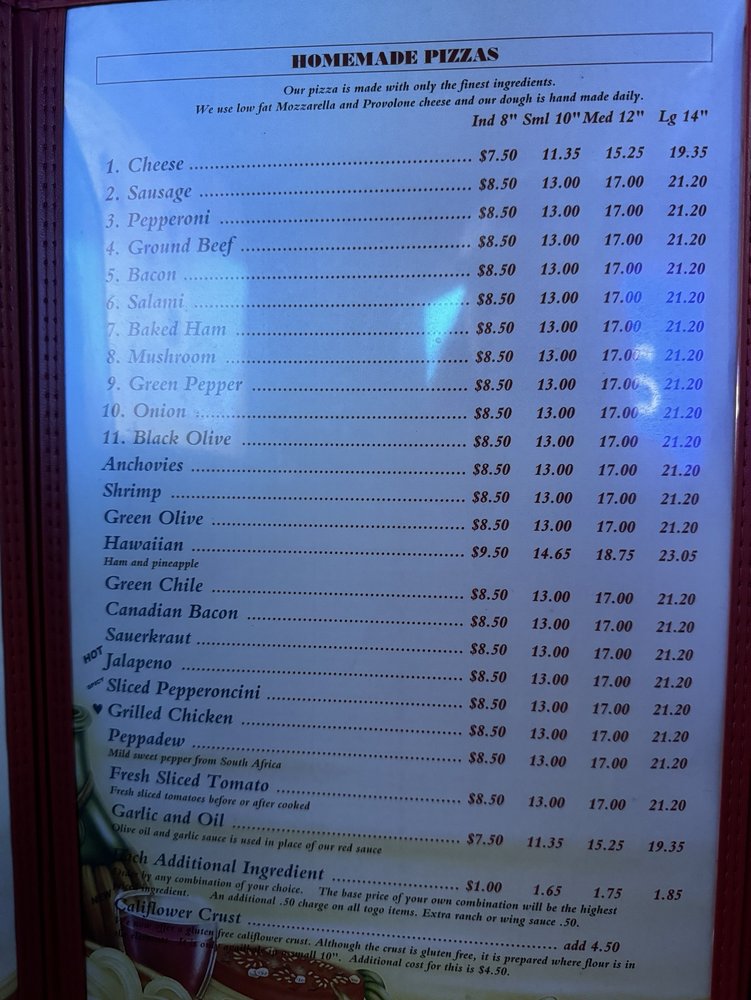 HOMEMADE PIZZAS
Our pizza is made with only the finest ingredients.
We use low fat Mozzarella and Provolone cheese and our dough is hand made daily.
Ind 8" Sml 10" Med 12" Lg 14"
1. Cheese $7.50 11.35 15.25 19.35
2. Sausage $8.50 13.00 17.00 21.20
3. Pepperoni $8.50 13.00 17.00 21.20
4. Ground Beef $8.50 13.00 17.00 21.20
5. Bacon $8.50 13.00 17.00 21.20
6. Salami $8.50 13.00 17.00 21.20
7. Baked Ham $8.50 13.00 17.00 21.20
8. Mushroom $8.50 13.00 17.00 21.20
9. Green Pepper $8.50 13.00 17.00 21.20
10. Onion $8.50 13.00 17.00 21.20
11. Black Olive $8.50 13.00 17.00 21.20
Anchovies $8.50 13.00 17.00 21.20
Shrimp $8.50 13.00 17.00 21.20
Green Olive $8.50 13.00 17.00 21.20
Hawaiian $9.50 14.65 18.75 23.05
Ham and pineapple
Green Chile $8.50 13.00 17.00 21.20
Canadian Bacon $8.50 13.00 17.00 21.20
Sauerkraut $8.50 13.00 17.00 21.20
HOT Jalapeno $8.50 13.00 17.00 21.20
SPICY Sliced Pepperoncini $8.50 13.00 17.00 21.20
♥ Grilled Chicken $8.50 13.00 17.00 21.20
Peppadew $8.50 13.00 17.00 21.20
Mild sweet pepper from South Africa
Fresh Sliced Tomato $8.50 13.00 17.00 21.20
Fresh sliced tomatoes before or after cooked
Garlic and Oil $7.50 11.35 15.25 19.35
Olive oil and garlic sauce is used in place of our red sauce
Each Additional Ingredient $1.00 1.65 1.75 1.85
by any combination of your choice. The base price of your own combination will be the highest
ingredient. An additional .50 charge on all togo items. Extra ranch or wing sauce .50.
NEW Califlower Crust add 4.50
We now offer a gluten free califlower crust. Although the crust is gluten free, it is prepared where flour is in
small 10". Additional cost for this is $4.50.